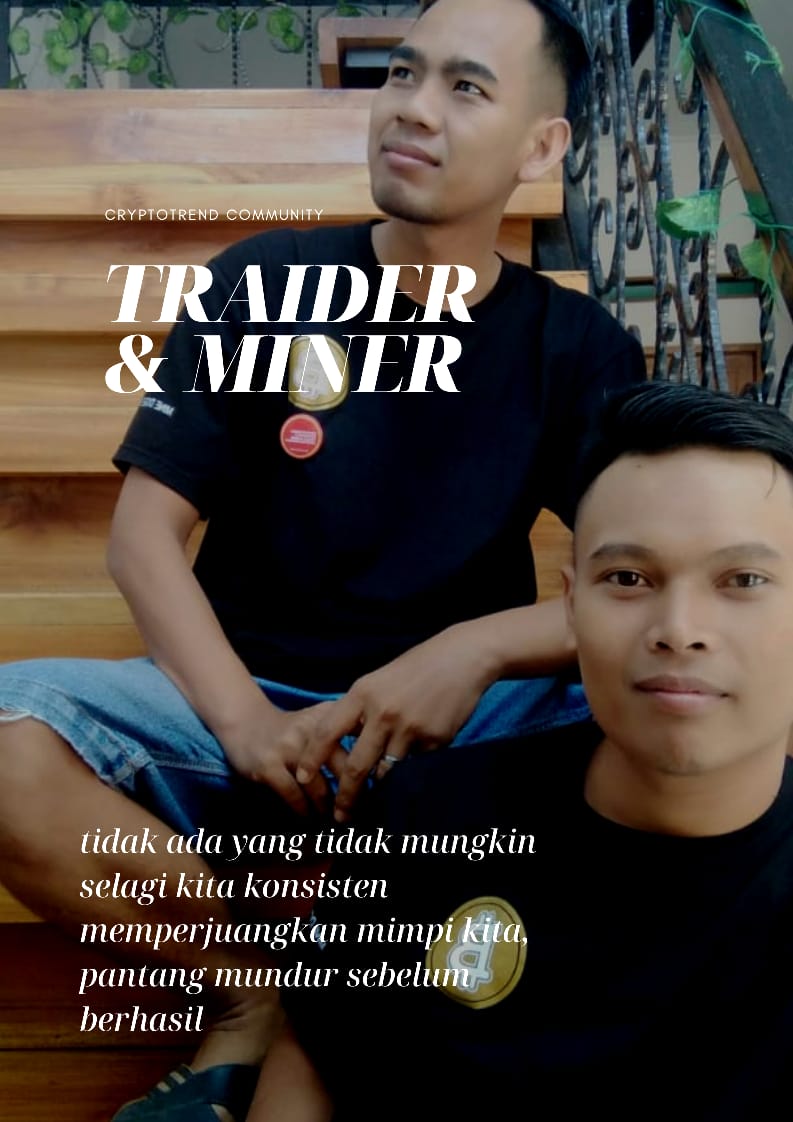 CRYPTOTREND COMMUNITY
TRAIDER
& MINER
tidak ada yang tidak mungkin
selagi kita konsisten
memperjuangkan mimpi kita,
pantang mundur sebelum
berhasil